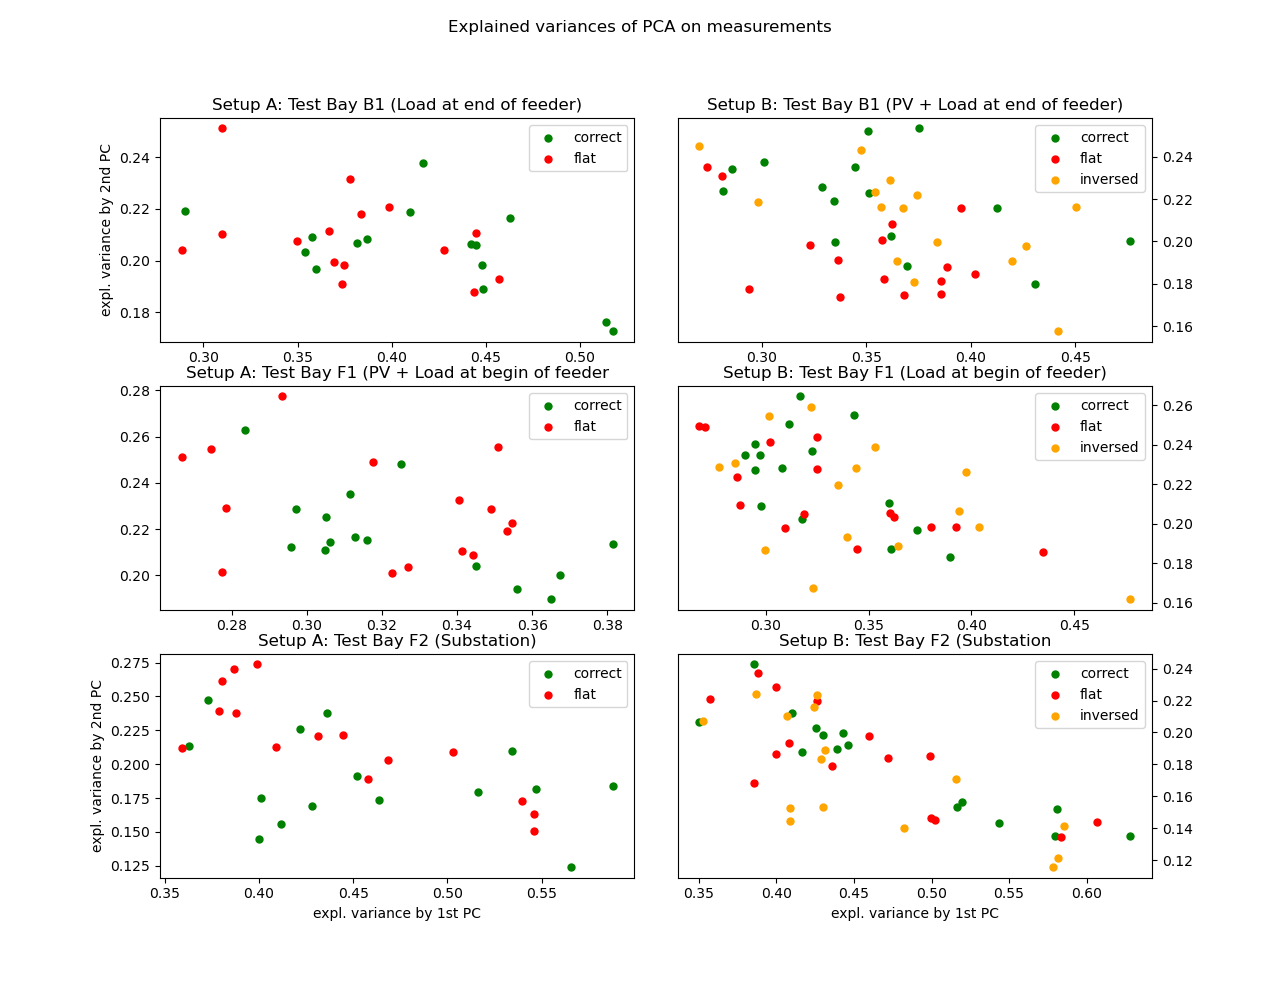 Explained variances of PCA on measurements
Setup A: Test Bay B1 (Load at end of feeder)
expl. variance by 2nd PC
0.24
0.22
0.20
0.18
correct
flat
0.30 0.35 0.40 0.45 0.50
Setup B: Test Bay B1 (PV + Load at end of feeder)
correct
flat
inversed
0.24
0.22
0.20
0.18
0.16
0.30 0.35 0.40 0.45
Setup A: Test Bay F1 (PV + Load at begin of feeder
0.28
0.26
0.24
0.22
0.20
correct
flat
0.28 0.30 0.32 0.34 0.36 0.38
Setup B: Test Bay F1 (Load at begin of feeder)
correct
flat
inversed
0.26
0.24
0.22
0.20
0.18
0.16
0.30 0.35 0.40 0.45
Setup A: Test Bay F2 (Substation)
expl. variance by 2nd PC
0.275
0.250
0.225
0.200
0.175
0.150
0.125
correct
flat
0.35 0.40 0.45 0.50 0.55
expl. variance by 1st PC
Setup B: Test Bay F2 (Substation
correct
flat
inversed
0.24
0.22
0.20
0.18
0.16
0.14
0.12
0.35 0.40 0.45 0.50 0.55 0.60
expl. variance by 1st PC